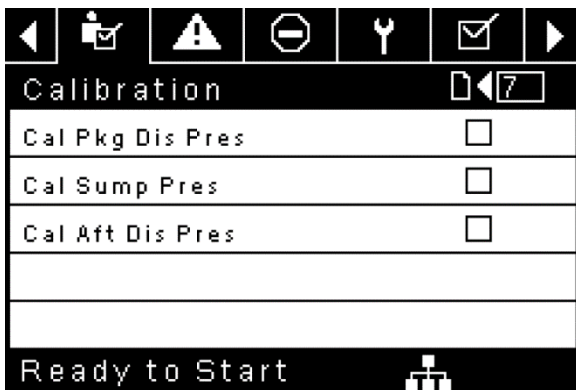 Calibration 7
Cal Pkg Dis Pres
Cal Sump Pres
Cal Aft Dis Pres
Ready to Start